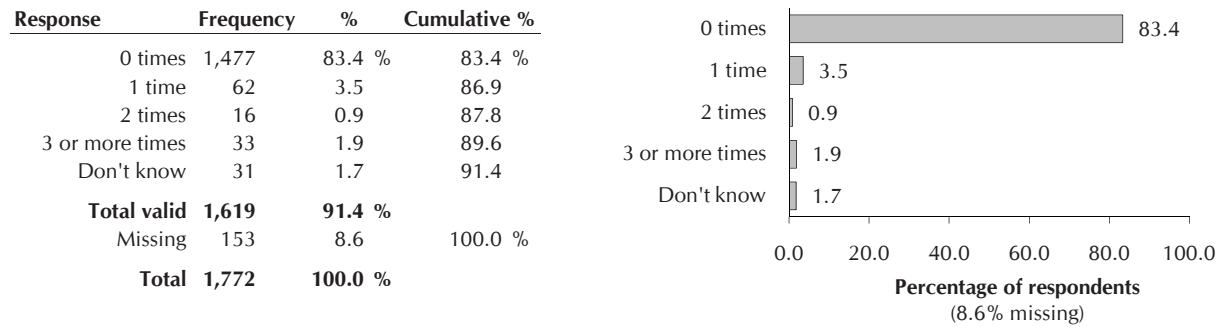 Response Frequency % Cumulative %
0 times 1,477 83.4 % 83.4 %
1 time 62 3.5 86.9
2 times 16 0.9 87.8
3 or more times 33 1.9 89.6
Don't know 31 1.7 91.4
Total valid 1,619 91.4 %
Missing 153 8.6 100.0 %
Total 1,772 100.0 %
0 times 83.4
1 time 3.5
2 times 0.9
3 or more times 1.9
Don't know 1.7
0.0 20.0 40.0 60.0 80.0 100.0
Percentage of respondents
(8.6% missing)